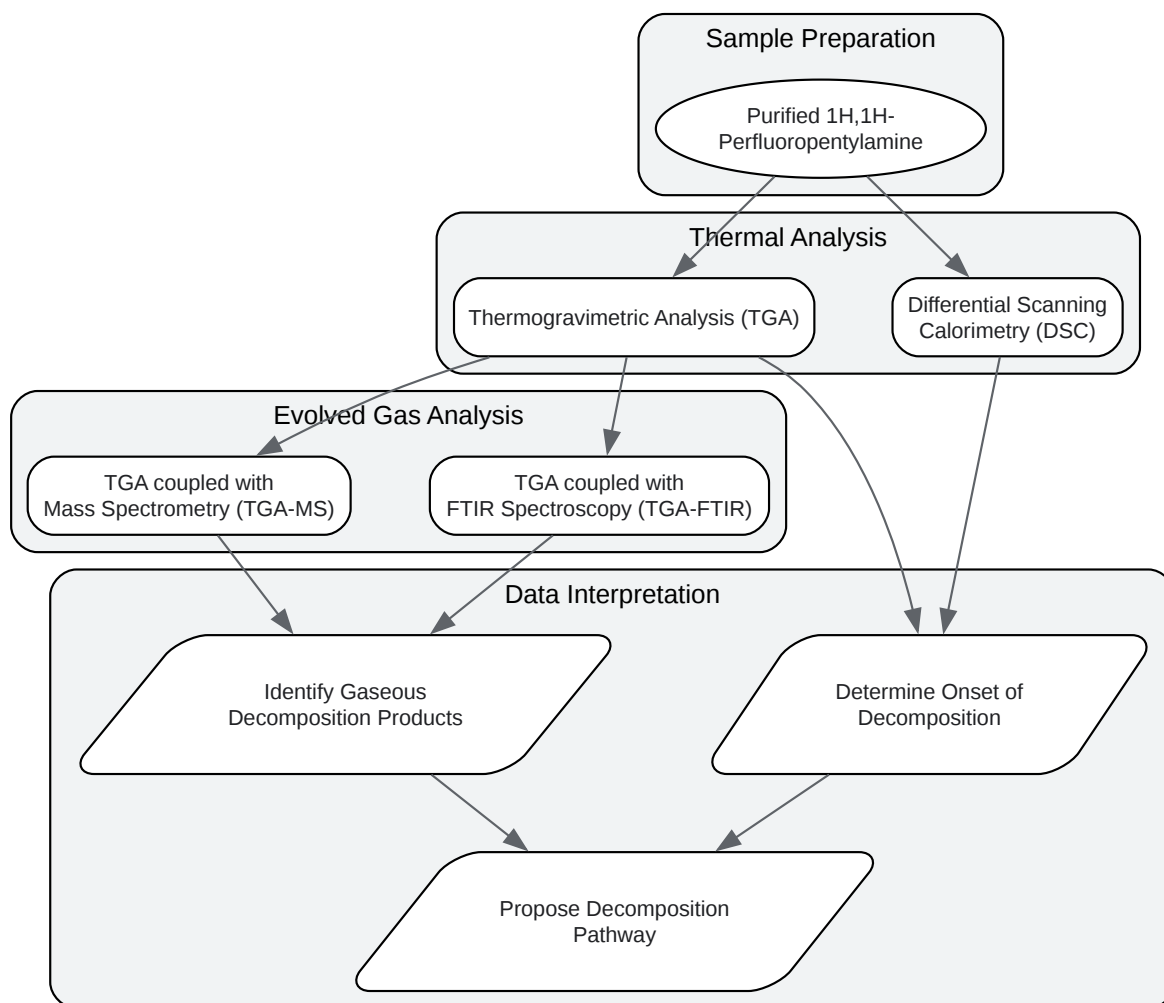 Sample Preparation
Purified 1H,1H-
Perfluoropentylamine
Thermal Analysis
Thermogravimetric Analysis (TGA)
Differential Scanning
Calorimetry (DSC)
Evolved Gas Analysis
TGA coupled with
Mass Spectrometry (TGA-MS)
TGA coupled with
FTIR Spectroscopy (TGA-FTIR)
Data Interpretation
Identify Gaseous
Decomposition Products
Determine Onset of
Decomposition
Propose Decomposition
Pathway